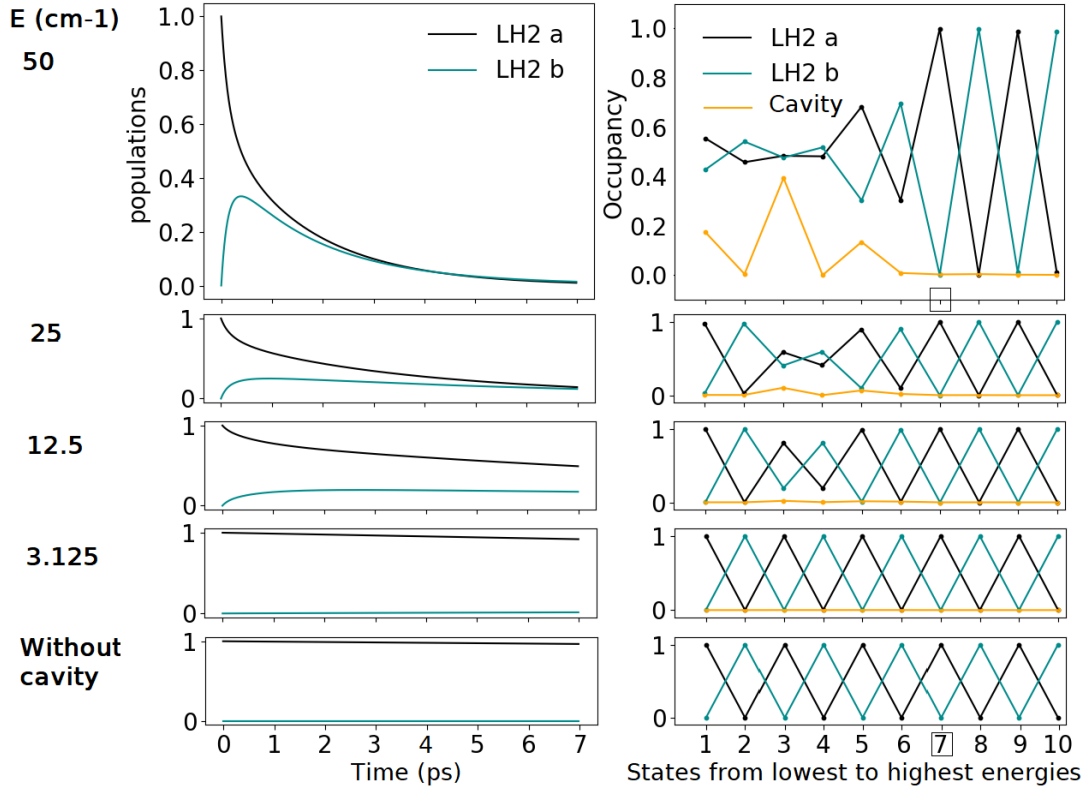 E (cm-1)
50
populations
1.0
0.8
0.6
0.4
0.2
0.0
LH2 a
LH2 b
Occupancy
1.0
0.8
0.6
0.4
0.2
0.0
LH2 a
LH2 b
Cavity
25
1
0
1
0
12.5
1
0
1
0
3.125
1
0
1
0
Without
cavity
1
0
1
0
0 1 2 3 4 5 6 7
Time (ps)
1 2 3 4 5 6 7 8 9 10
States from lowest to highest energies